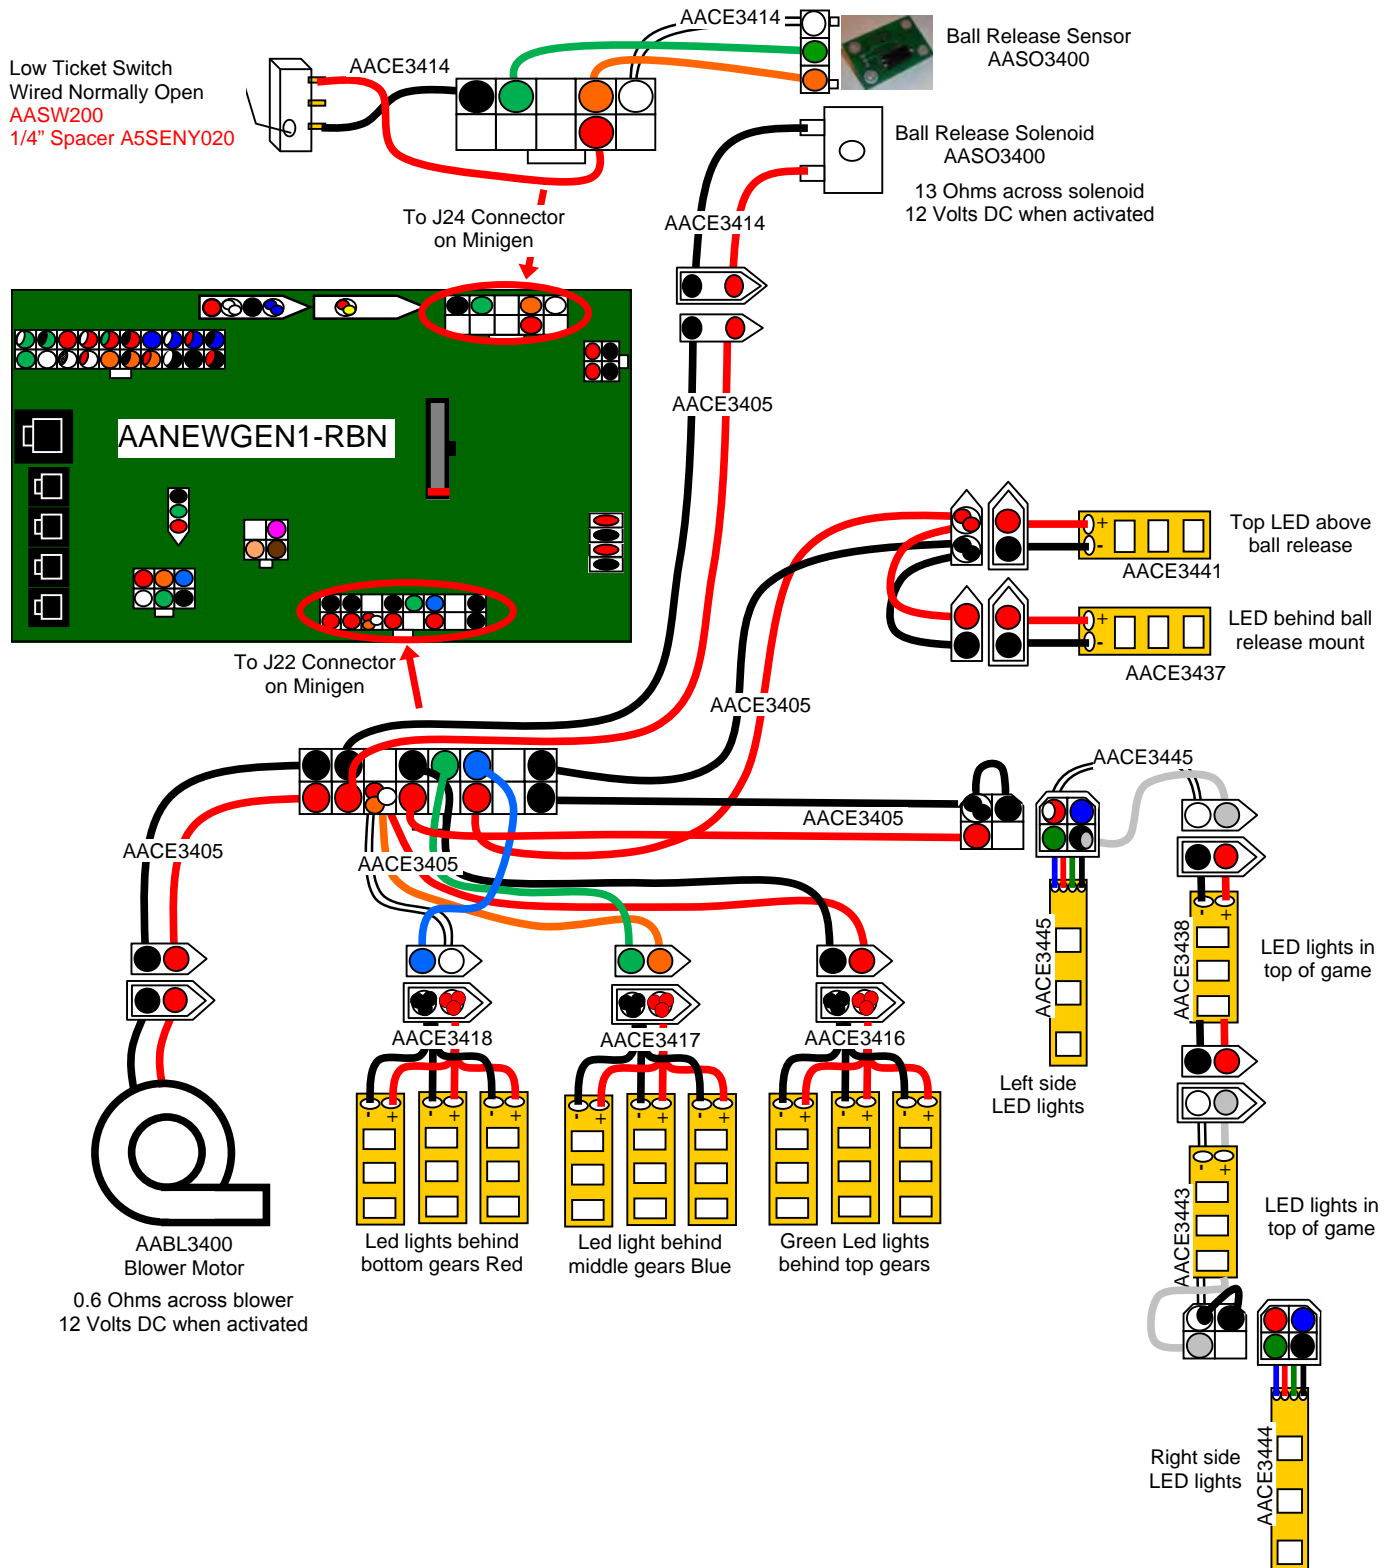 AACE3414
Ball Release Sensor
AASO3400
Low Ticket Switch
Wired Normally Open
AASW200
1/4” Spacer A5SENY020
AACE3414
Ball Release Solenoid
AASO3400
13 Ohms across solenoid
12 Volts DC when activated
To J24 Connector
on Minigen
AACE3414
AACE3405
AANEWGEN1-RBN
Top LED above
ball release
+
-
AACE3441
LED behind ball
release mount
+
-
AACE3437
To J22 Connector
on Minigen
AACE3405
AACE3445
AACE3405
AACE3405
AACE3405
AACE3445
Left side
LED lights
- +
AACE3438
LED lights in
top of game
AACE3418
AACE3417
AACE3416
- +
- +
- +
- +
- +
- +
- +
- +
- +
Led lights behind
bottom gears Red
Led light behind
middle gears Blue
Green Led lights
behind top gears
- +
AACE3443
LED lights in
top of game
AABL3400
Blower Motor
0.6 Ohms across blower
12 Volts DC when activated
Right side
LED lights
AACE3444